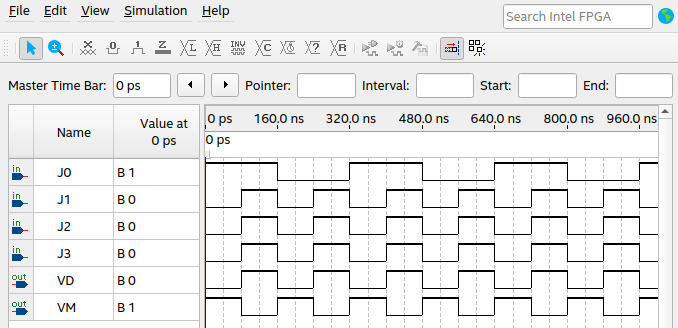 File Edit View Simulation Help
Search Intel FPGA
Master Time Bar: 0 ps Pointer: Interval: Start: End:
Name Value at
0 ps
0 ps 160.0 ns 320.0 ns 480.0 ns 640.0 ns 800.0 ns 960.0 ns
0 ps
in J0 B 1
in J1 B 0
in J2 B 0
in J3 B 0
out VD B 0
out VM B 1